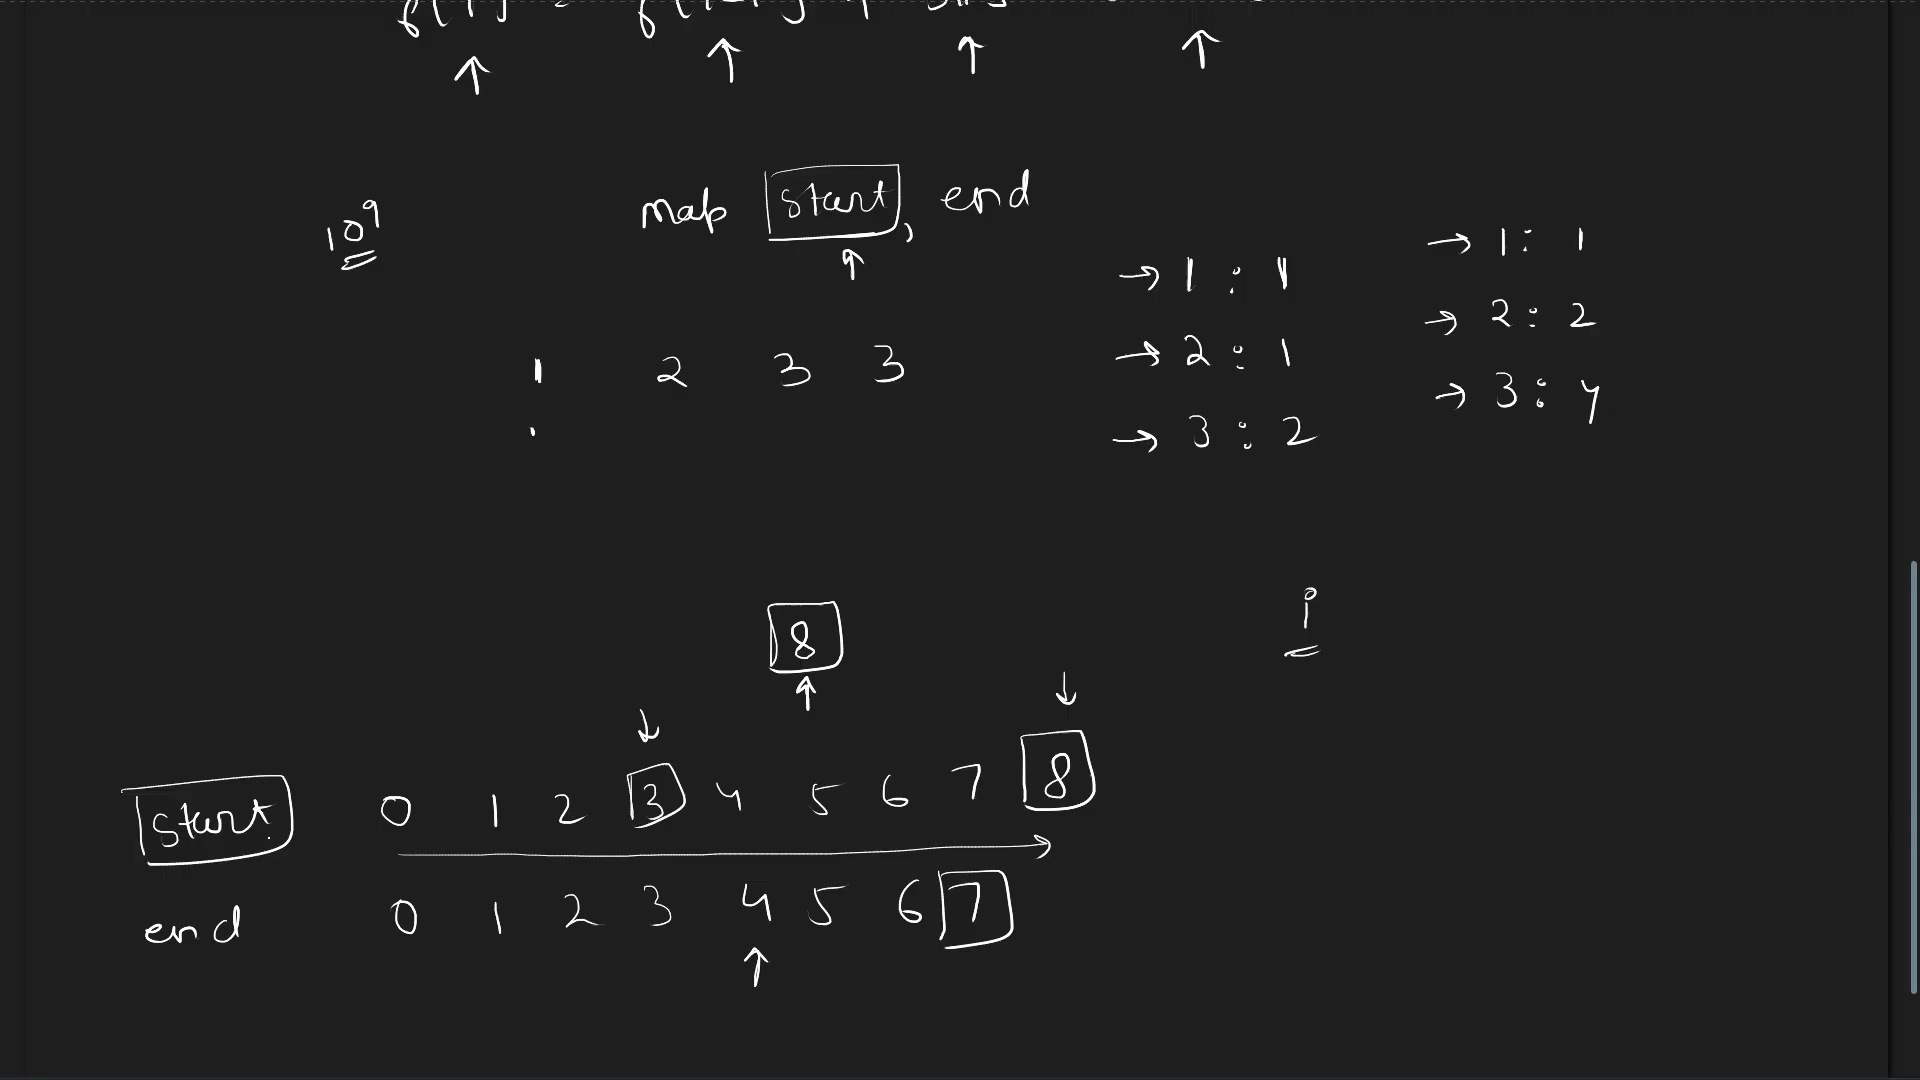 10^9 map start, end
1 : 1
2 : 1
3 : 2
1 : 1
2 : 2
3 : 4
1 2 3 3
8
i
start 0 1 2 3 4 5 6 7 8
end 0 1 2 3 4 5 6 7